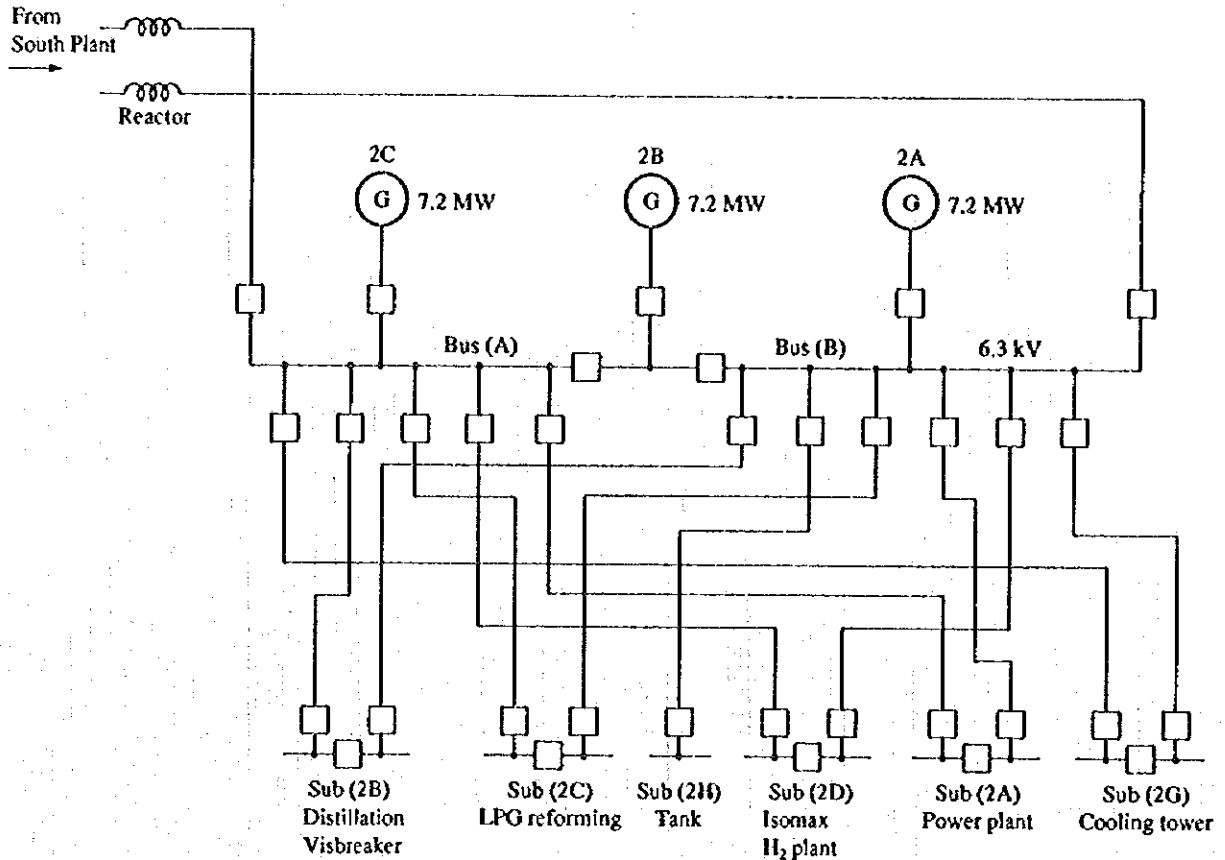 From
South Plant
Reactor
2C
2B
2A
G
7.2 MW
G
7.2 MW
G
7.2 MW
Bus (A)
Bus (B)
6.3 kV
Sub (2B)
Distillation
Visbreaker
Sub (2C)
LPG reforming
Sub (2H)
Tank
Sub (2D)
Isomax
H₂ plant
Sub (2A)
Power plant
Sub (2G)
Cooling tower